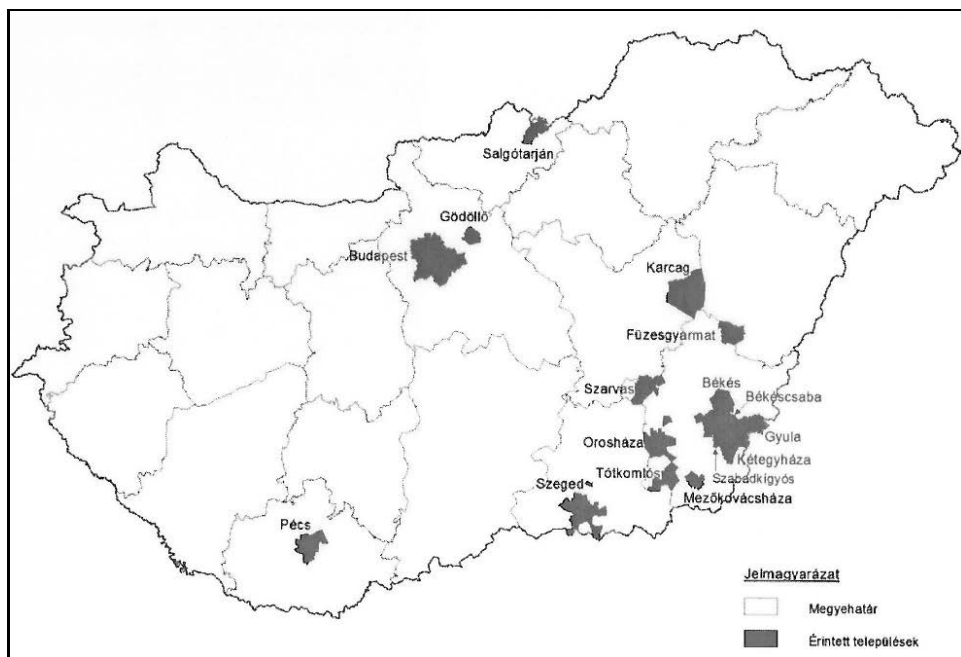 Salgótarján
Gödöllő
Budapest
Karcag
Füzesgyarmat
Szarvas
Békés
Békéscsaba
Orosháza
Gyula
Kétegyháza
Tótkomlós
Szabadkígyós
Szeged
Mezőkovácsháza
Pécs
Jelmagyarázat
Megyehatár
Érintett települések